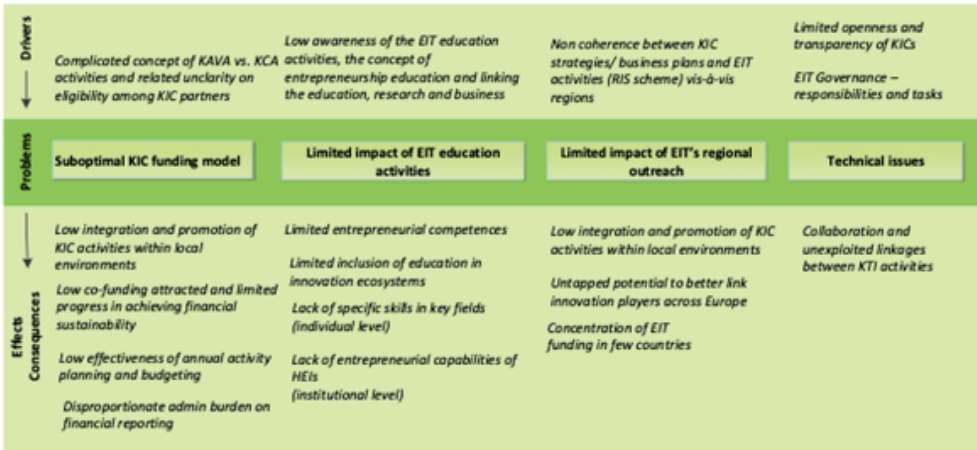 Drivers
Complicated concept of KAVA vs. KCA
activities and related unclarity on
eligibility among KIC partners
Low awareness of the EIT education
activities, the concept of
entrepreneurship education and linking
the education, research and business
Non coherence between KIC
strategies/ business plans and EIT
activities (RIS scheme) vis-à-vis
regions
Limited openness and
transparency of KICs
EIT Governance –
responsibilities and tasks
Problems
Suboptimal KIC funding model
Limited impact of EIT education
activities
Limited impact of EIT's regional
outreach
Technical issues
Effects
Consequences
Low integration and promotion of
KIC activities within local
environments
Low co-funding attracted and limited
progress in achieving financial
sustainability
Low effectiveness of annual activity
planning and budgeting
Disproportionate admin burden on
financial reporting
Limited entrepreneurial competences
Limited inclusion of education in
innovation ecosystems
Lack of specific skills in key fields
(individual level)
Lack of entrepreneurial capabilities of
HEIs
(institutional level)
Low integration and promotion of KIC
activities within local environments
Untapped potential to better link
innovation players across Europe
Concentration of EIT
funding in few countries
Collaboration and
unexploited linkages
between KTI activities